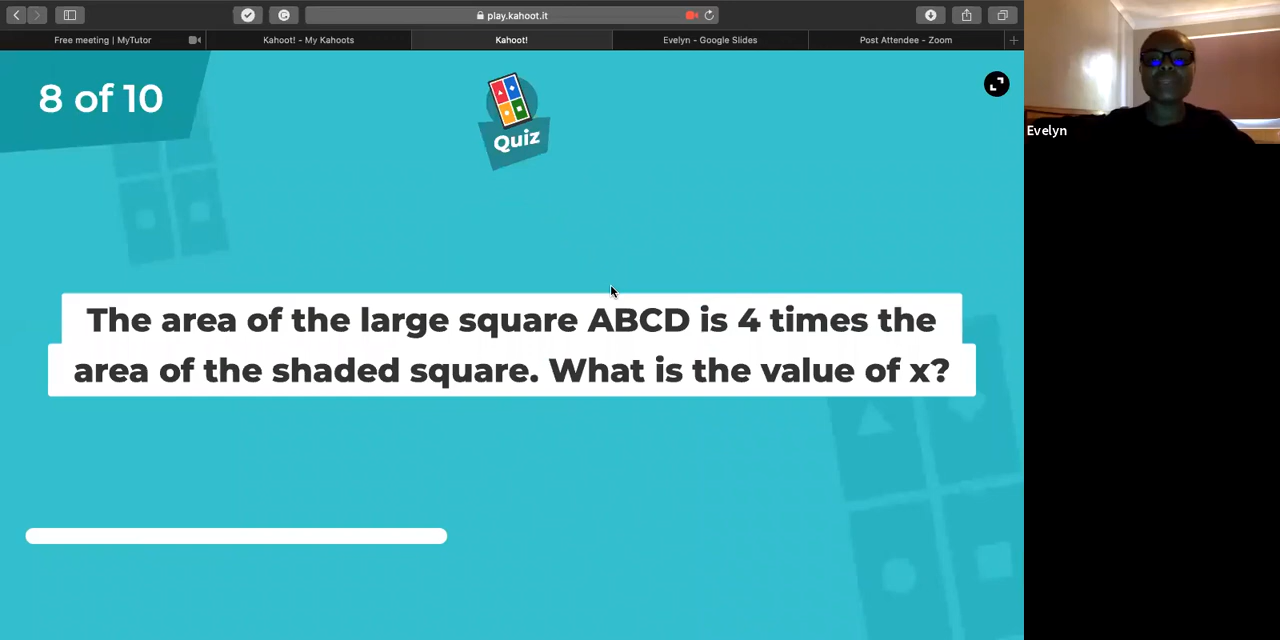 play.kahoot.it
Free meeting | MyTutor
Kahoot! - My Kahoots
Kahoot!
Evelyn - Google Slides
Post Attendee - Zoom
8 of 10
Quiz
Evelyn
The area of the large square ABCD is 4 times the
area of the shaded square. What is the value of x?